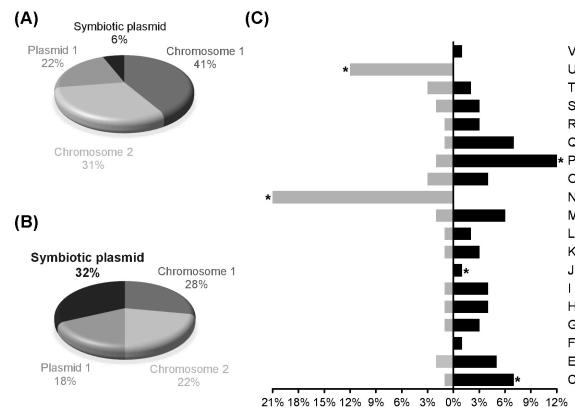 (A)
Symbiotic plasmid
6%
Plasmid 1
22%
Chromosome 1
41%
Chromosome 2
31%
(B)
Symbiotic plasmid
32%
Chromosome 1
28%
Plasmid 1
18%
Chromosome 2
22%
(C)
V
* U
T
S
R
Q
* P
O
* N
M
L
K
* J
I
H
G
F
E
* C
21% 18% 15% 12% 9% 6% 3% 0% 3% 6% 9% 12%